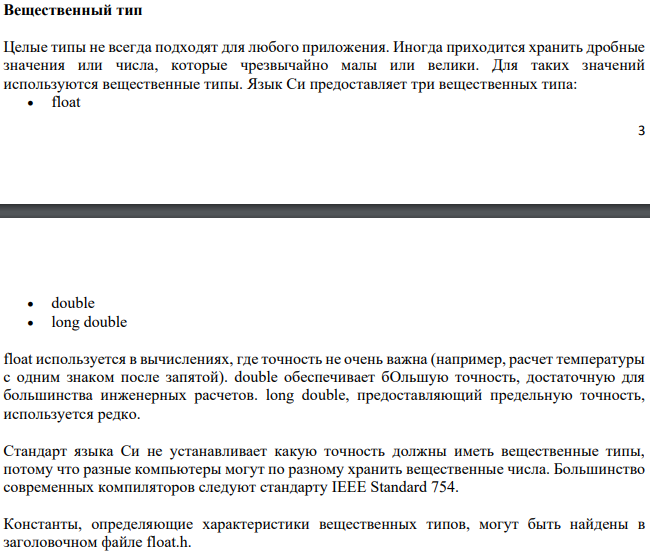 Вещественный тип
Целые типы не всегда подходят для любого приложения. Иногда приходится хранить дробные
значения или числа, которые чрезвычайно малы или велики. Для таких значений
используются вещественные типы. Язык Си предоставляет три вещественных типа:
• float
3
• double
• long double
float используется в вычислениях, где точность не очень важна (например, расчет температуры
с одним знаком после запятой). double обеспечивает бОльшую точность, достаточную для
большинства инженерных расчетов. long double, предоставляющий предельную точность,
используется редко.
Стандарт языка Си не устанавливает какую точность должны иметь вещественные типы,
потому что разные компьютеры могут по разному хранить вещественные числа. Большинство
современных компиляторов следуют стандарту IEEE Standard 754.
Константы, определяющие характеристики вещественных типов, могут быть найдены в
заголовочном файле float.h.